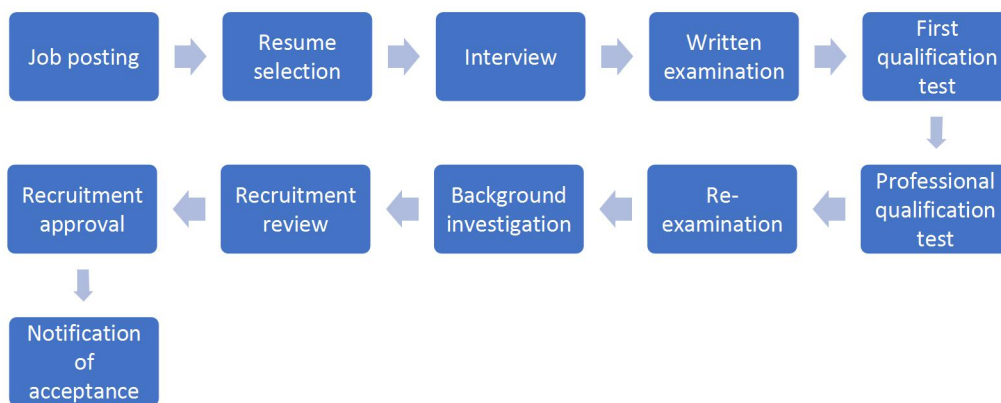 Job posting
Resume
selection
Interview
Written
examination
First
qualification
test
Professional
qualification
test
Re-
examination
Background
investigation
Recruitment
review
Recruitment
approval
Notification
of
acceptance